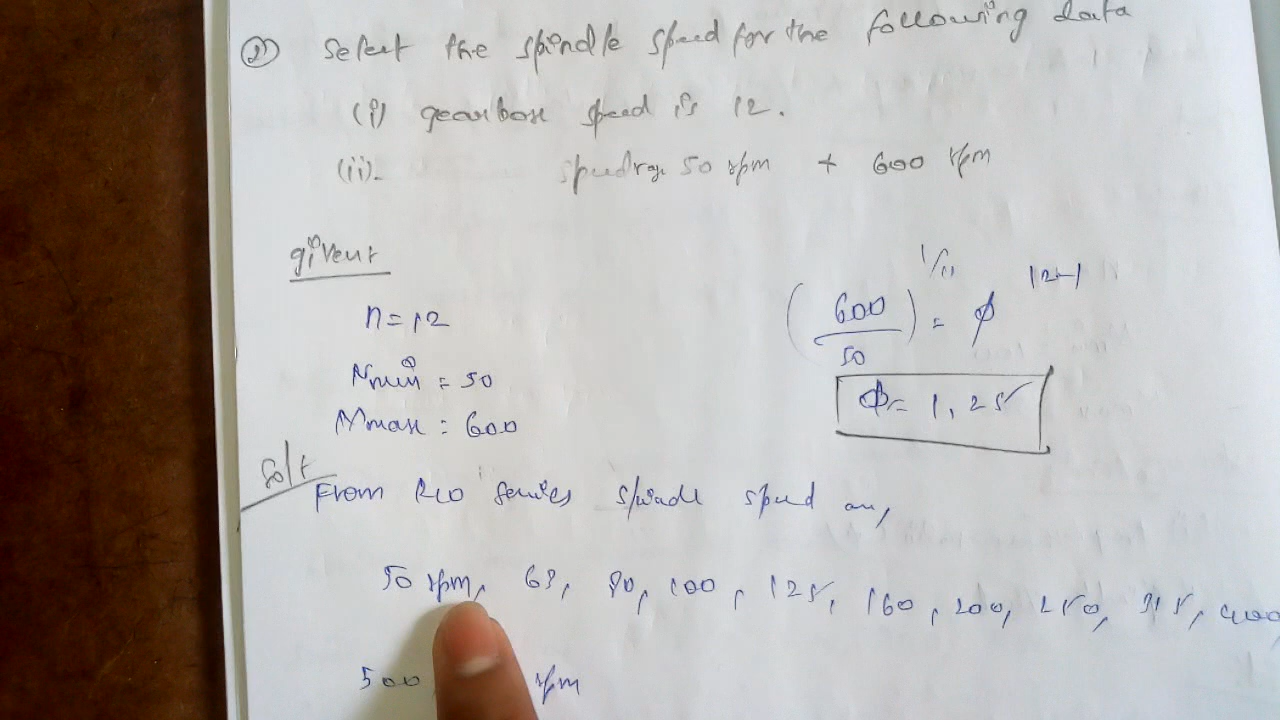 ② Select the spindle speed for the following data
(i) gearbox speed is 12.
(ii) speed rge 50 rpm + 600 rpm
given:
n = 12
(600/50)^1/11 = ϕ 12-1
Nmin = 50
ϕ = 1.25
Nmax = 600
Sol:
From R10 series spindle speed are,
50 rpm, 63, 80, 100, 125, 160, 200, 250, 315, 400,
500 rpm